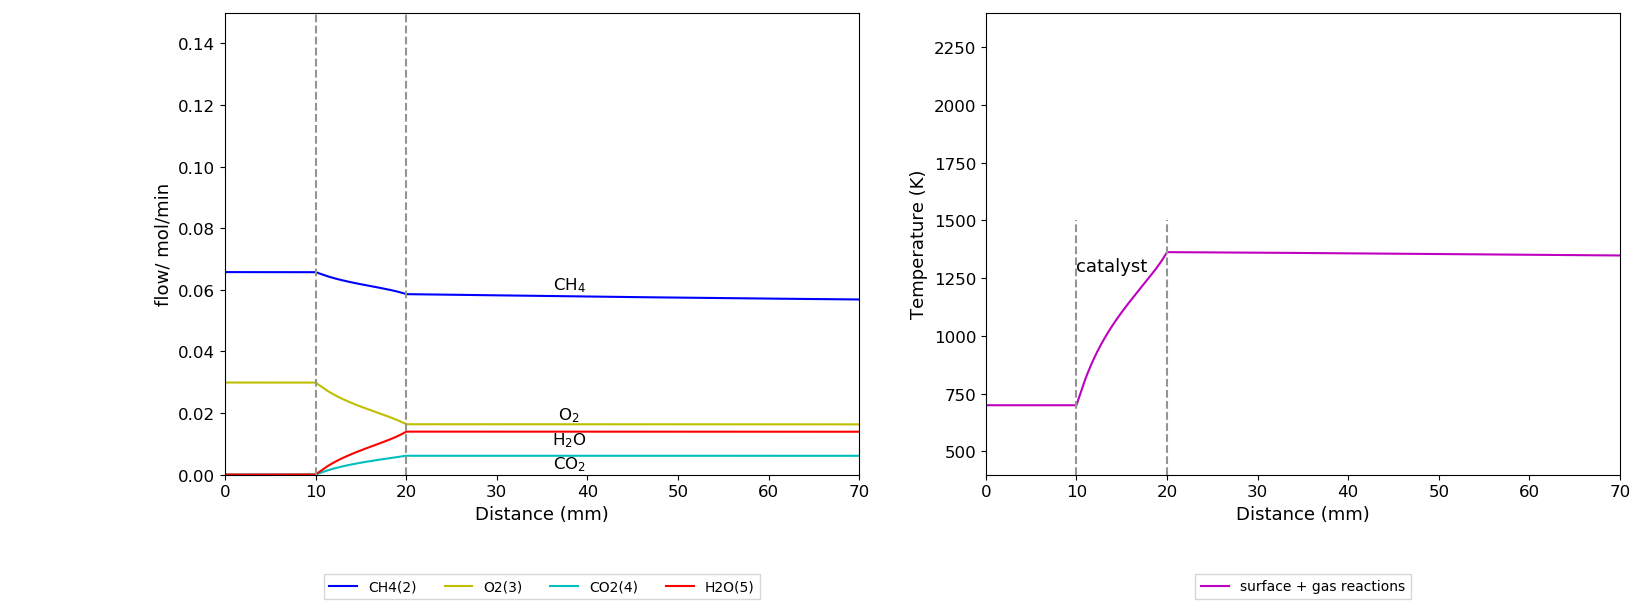 0.14
0.12
0.10
0.08
0.06
0.04
0.02
0.00
flow/ mol/min
CH₄
O₂
H₂O
CO₂
0 10 20 30 40 50 60 70
Distance (mm)
CH4(2) O2(3) CO2(4) H2O(5)
2250
2000
1750
1500
1250
1000
750
500
Temperature (K)
catalyst
0 10 20 30 40 50 60 70
Distance (mm)
surface + gas reactions